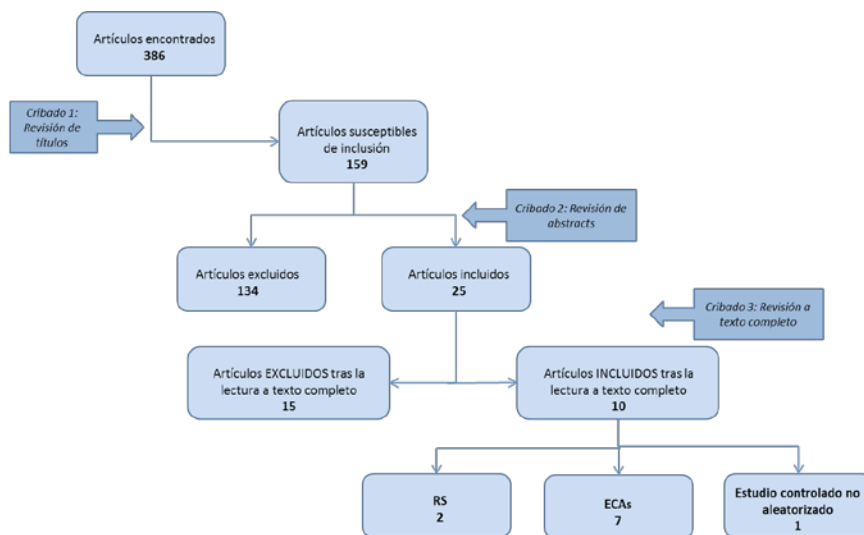 Artículos encontrados
386
Cribado 1:
Revisión de
títulos
Artículos susceptibles
de inclusión
159
Cribado 2: Revisión de
abstracts
Artículos excluidos
134
Artículos incluidos
25
Cribado 3: Revisión a
texto completo
Artículos EXCLUIDOS tras la
lectura a texto completo
15
Artículos INCLUIDOS tras la
lectura a texto completo
10
RS
2
ECAs
7
Estudio controlado no
aleatorizado
1